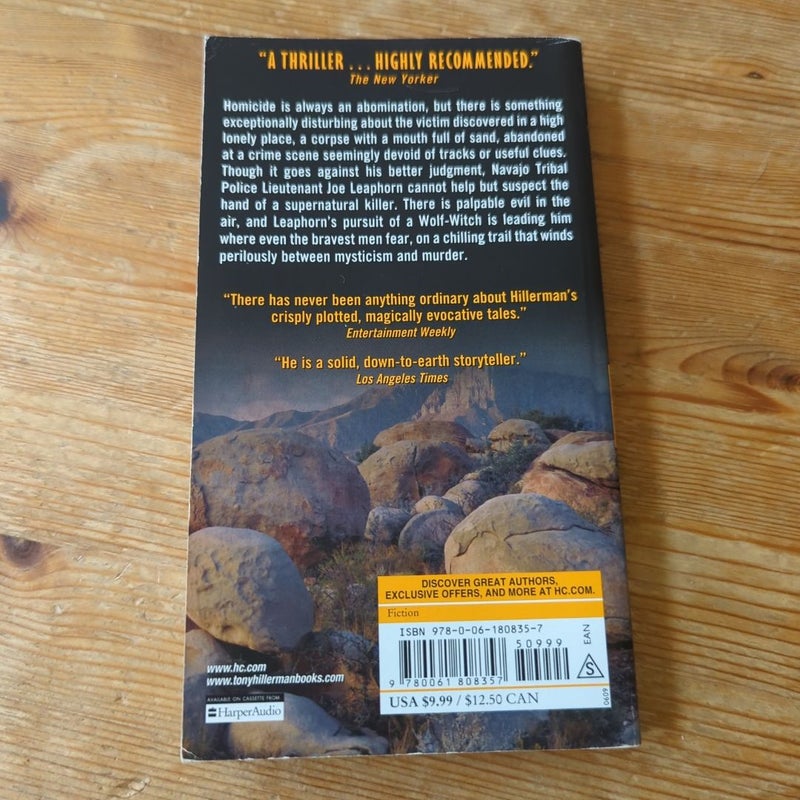 “A THRILLER . . . HIGHLY RECOMMENDED.”
The New Yorker
Homicide is always an abomination, but there is something
exceptionally disturbing about the victim discovered in a high
lonely place, a corpse with a mouth full of sand, abandoned
at a crime scene seemingly devoid of tracks or useful clues.
Though it goes against his better judgment, Navajo Tribal
Police Lieutenant Joe Leaphorn cannot help but suspect the
hand of a supernatural killer. There is palpable evil in the
air, and Leaphorn's pursuit of a Wolf-Witch is leading him
where even the bravest men fear, on a chilling trail that winds
perilously between mysticism and murder.
“There has never been anything ordinary about Hillerman's
crisply plotted, magically evocative tales.”
Entertainment Weekly
“He is a solid, down-to-earth storyteller.”
Los Angeles Times
DISCOVER GREAT AUTHORS,
EXCLUSIVE OFFERS, AND MORE AT HC.COM.
Fiction
ISBN 978-0-06-180835-7
50999
EAN
9 780061 808357
S
USA $9.99 / $12.50 CAN
0609
www.hc.com
www.tonyhillermanbooks.com
AVAILABLE ON CASSETTE FROM
HarperAudio